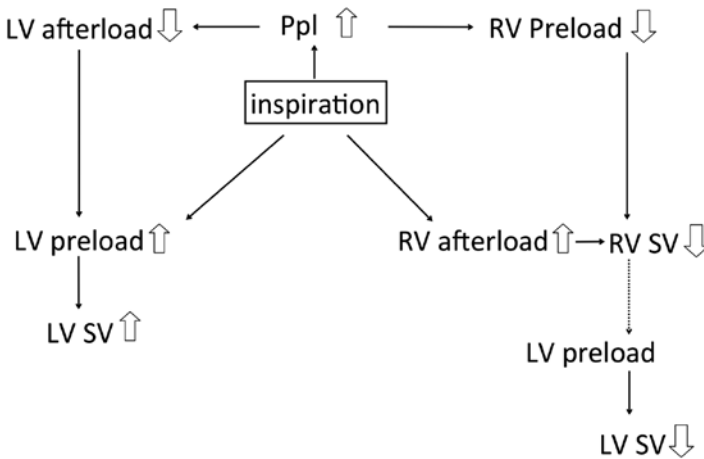 LV afterload
Ppl
RV Preload
inspiration
LV preload
RV afterload
RV SV
LV SV
LV preload
LV SV